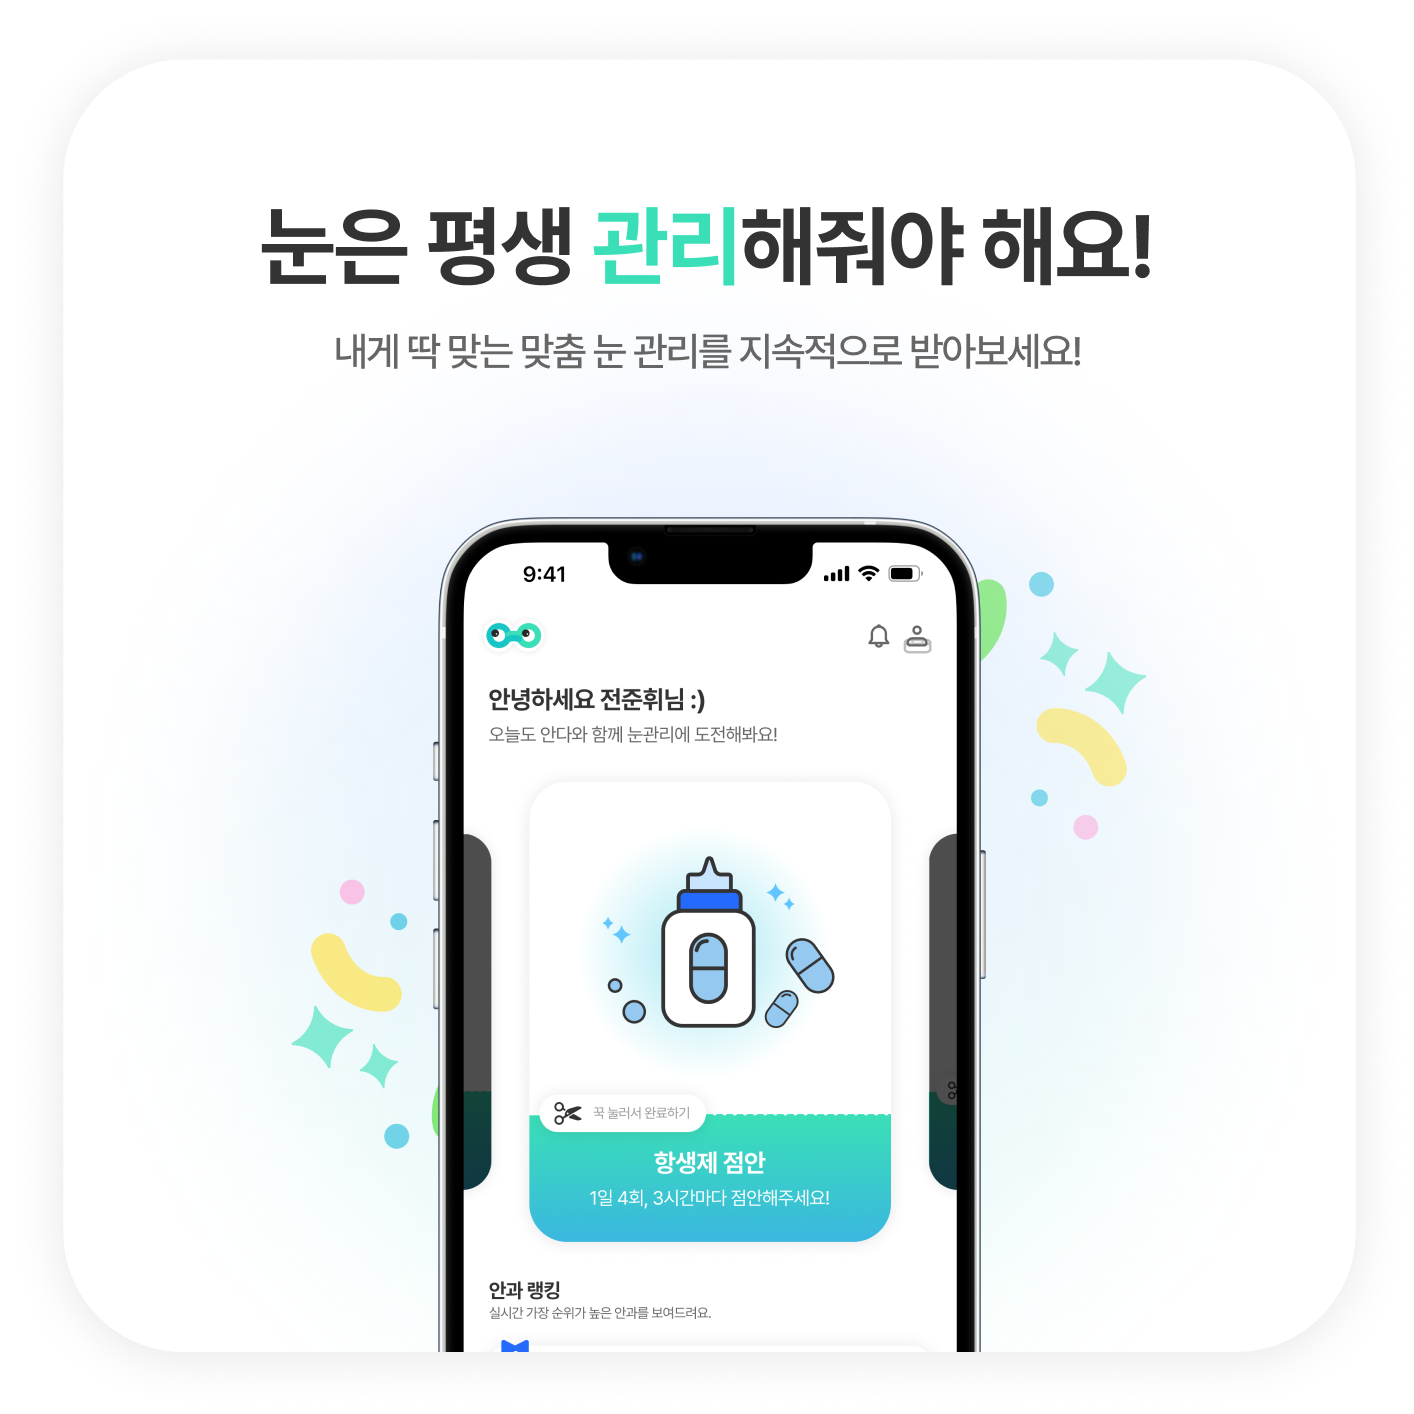 눈은 평생 관리해줘야 해요!
내게 딱 맞는 맞춤 눈 관리를 지속적으로 받아보세요!
9:41
안녕하세요 전준휘님 :)
오늘도 안다와 함께 눈관리에 도전해봐요!
꾹 눌러서 완료하기
항생제 점안
1일 4회, 3시간마다 점안해주세요!
안과 랭킹
실시간 가장 순위가 높은 안과를 보여드려요.